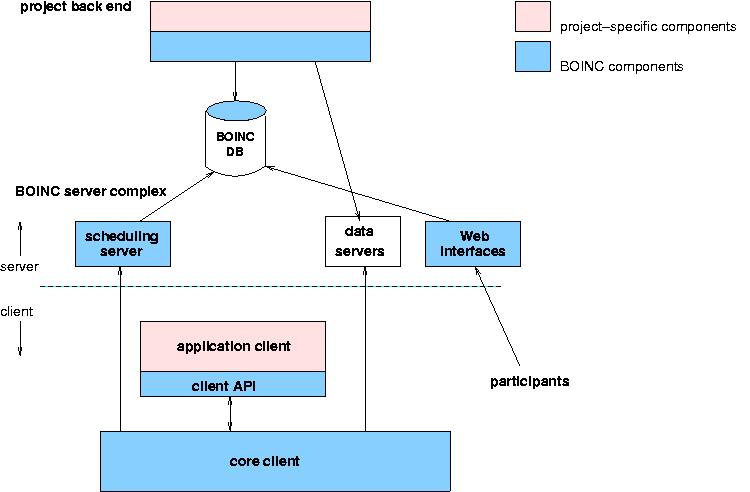 project back end
project–specific components
BOINC components
BOINC
DB
BOINC server complex
scheduling
server
data
servers
Web
interfaces
server
client
application client
client API
participants
core client